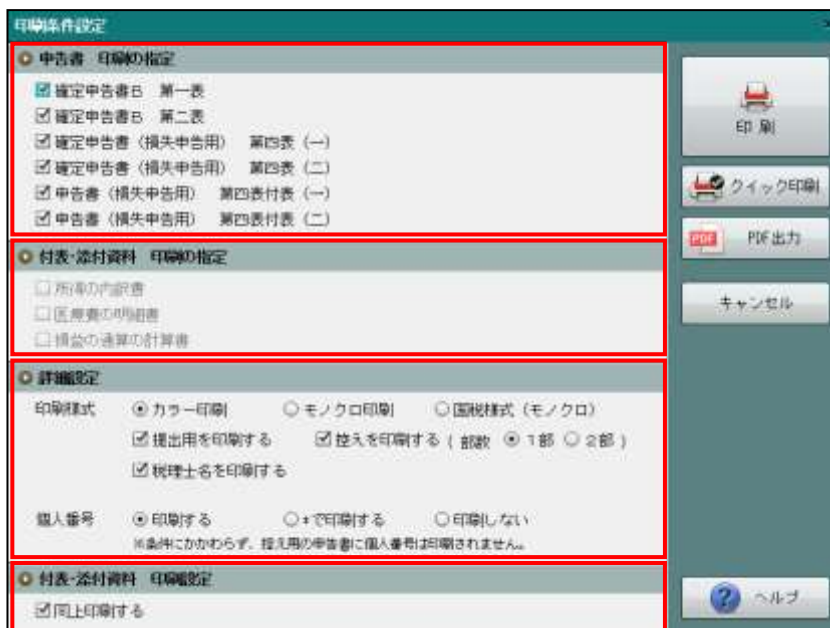 印刷条件設定
申告書 印刷の指定
確定申告書B 第一表
確定申告書B 第二表
確定申告書（損失申告用） 第四表（一）
確定申告書（損失申告用） 第四表（二）
申告書（損失申告用） 第四表付表（一）
申告書（損失申告用） 第四表付表（二）
付表・添付資料 印刷の指定
所得の内訳書
医療費の明細書
損益の通算の計算書
詳細設定
印刷様式 カラー印刷 モノクロ印刷 国税様式（モノクロ）
提出用を印刷する 控えを印刷する（部数 1部 2部）
税理士名を印刷する
個人番号 印刷する *で印刷する 印刷しない
※条件にかかわらず、控え用の申告書に個人番号は印刷されません。
付表・添付資料 印刷設定
同上印刷する
印刷
クイック印刷
PDF PDF出力
キャンセル
? ヘルプ